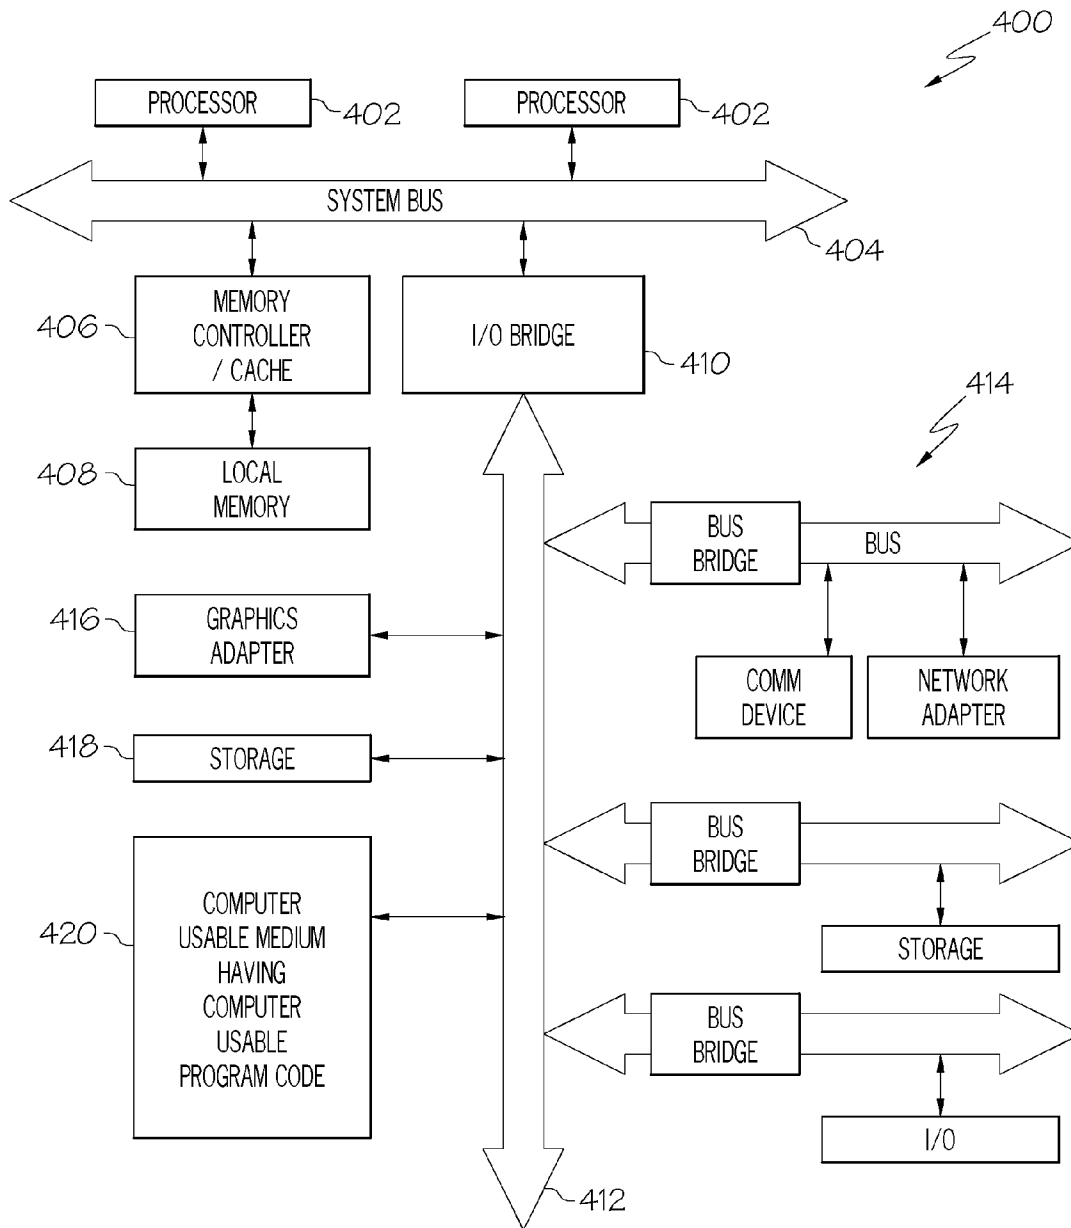 400
PROCESSOR
402
PROCESSOR
402
SYSTEM BUS
404
406
MEMORY
CONTROLLER
/ CACHE
I/O BRIDGE
410
414
408
LOCAL
MEMORY
BUS
BRIDGE
BUS
416
GRAPHICS
ADAPTER
COMM
DEVICE
NETWORK
ADAPTER
418
STORAGE
BUS
BRIDGE
420
COMPUTER
USABLE MEDIUM
HAVING
COMPUTER
USABLE
PROGRAM CODE
STORAGE
BUS
BRIDGE
I/O
412